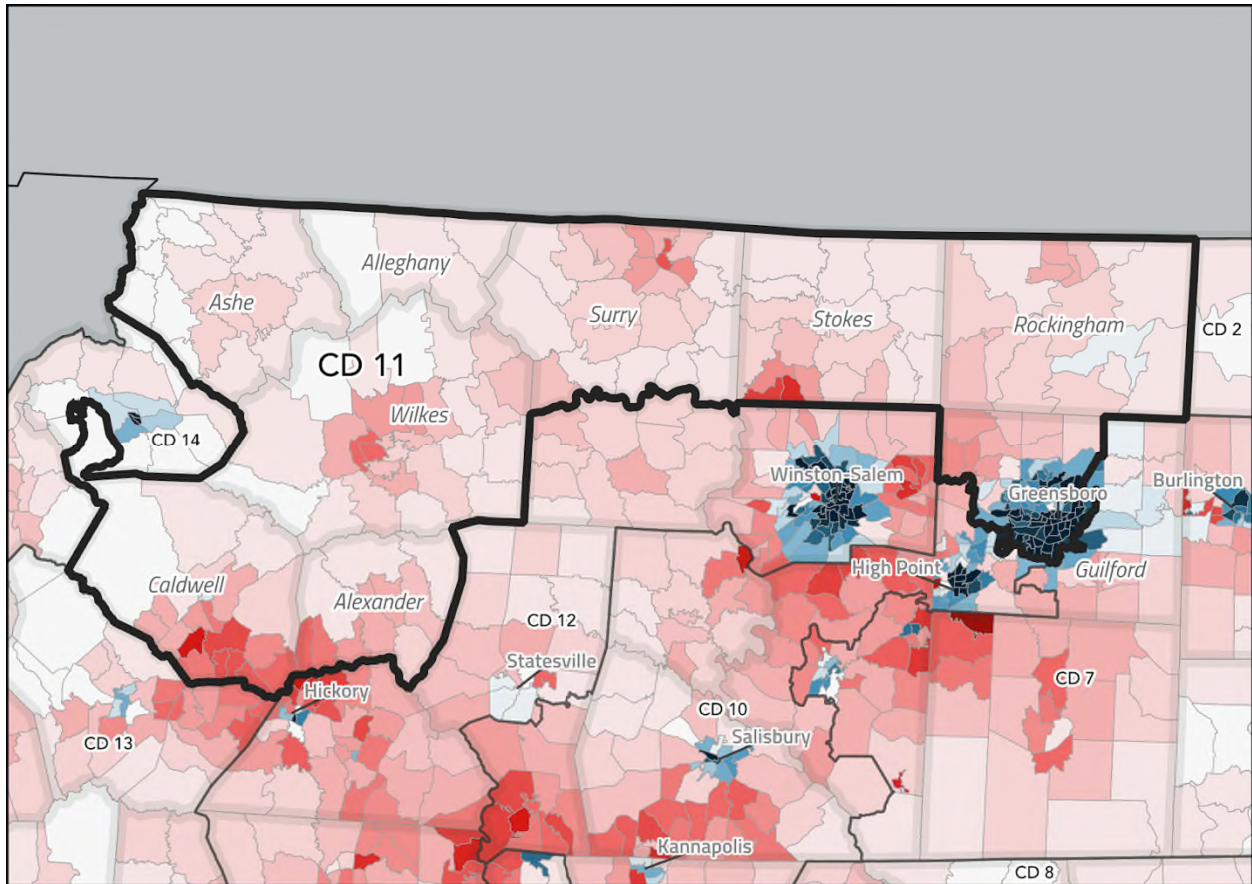 Alleghany
Ashe
Surry
Stokes
Rockingham
CD 2
CD 11
Wilkes
CD 14
Winston-Salem
Greensboro
Burlington
High Point
Guilford
Caldwell
Alexander
CD 12
Statesville
Hickory
CD 7
CD 10
Salisbury
CD 13
Kannapolis
CD 8